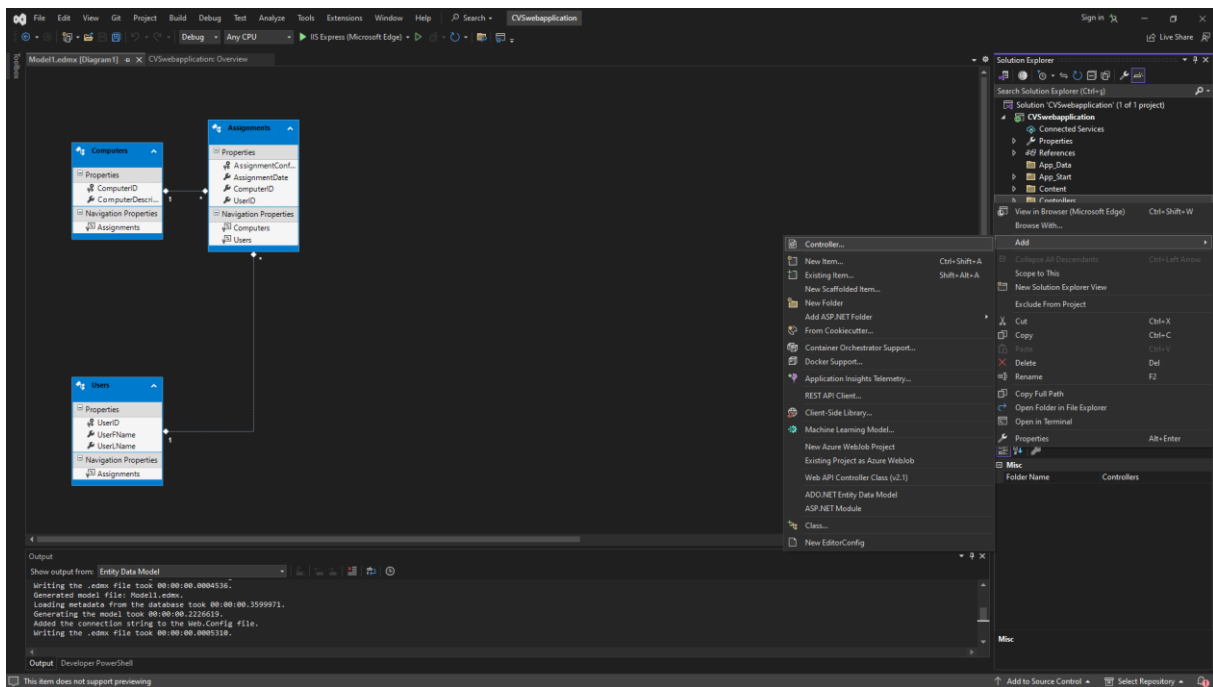 File Edit View Git Project Build Debug Test Analyze Tools Extensions Window Help Search CVSwebapplication Sign in
Debug Any CPU IIS Express (Microsoft Edge) Live Share
Toolbox
Model1.edmx [Diagram1] CVSwebapplication: Overview
Computers
Properties
ComputerID
ComputerDescri...
Navigation Properties
Assignments
1
*
Assignments
Properties
AssignmentConf...
AssignmentDate
ComputerID
UserID
Navigation Properties
Computers
Users
*
Users
Properties
UserID
UserFName
UserLName
Navigation Properties
Assignments
1
Controller...
New Item... Ctrl+Shift+A
Existing Item... Shift+Alt+A
New Scaffolded Item...
New Folder
Add ASP.NET Folder
From Cookiecutter...
Container Orchestrator Support...
Docker Support...
Application Insights Telemetry...
REST API Client...
Client-Side Library...
Machine Learning Model...
New Azure WebJob Project
Existing Project as Azure WebJob
Web API Controller Class (v2.1)
ADO.NET Entity Data Model
ASP.NET Module
Class...
New EditorConfig
Solution Explorer
Search Solution Explorer (Ctrl+ş)
Solution 'CVSwebapplication' (1 of 1 project)
CVSwebapplication
Connected Services
Properties
References
App_Data
App_Start
Content
Controllers
View in Browser (Microsoft Edge) Ctrl+Shift+W
Browse With...
Add
Collapse All Descendants Ctrl+Left Arrow
Scope to This
New Solution Explorer View
Exclude From Project
Cut Ctrl+X
Copy Ctrl+C
Paste Ctrl+V
Delete Del
Rename F2
Copy Full Path
Open Folder in File Explorer
Open in Terminal
Properties Alt+Enter
Misc
Folder Name Controllers
Misc
Output
Show output from: Entity Data Model
Writing the .edmx file took 00:00:00.0004536.
Generated model file: Model1.edmx.
Loading metadata from the database took 00:00:00.3599971.
Generating the model took 00:00:00.2226619.
Added the connection string to the Web.Config file.
Writing the .edmx file took 00:00:00.0005310.
Output Developer PowerShell
This item does not support previewing Add to Source Control Select Repository